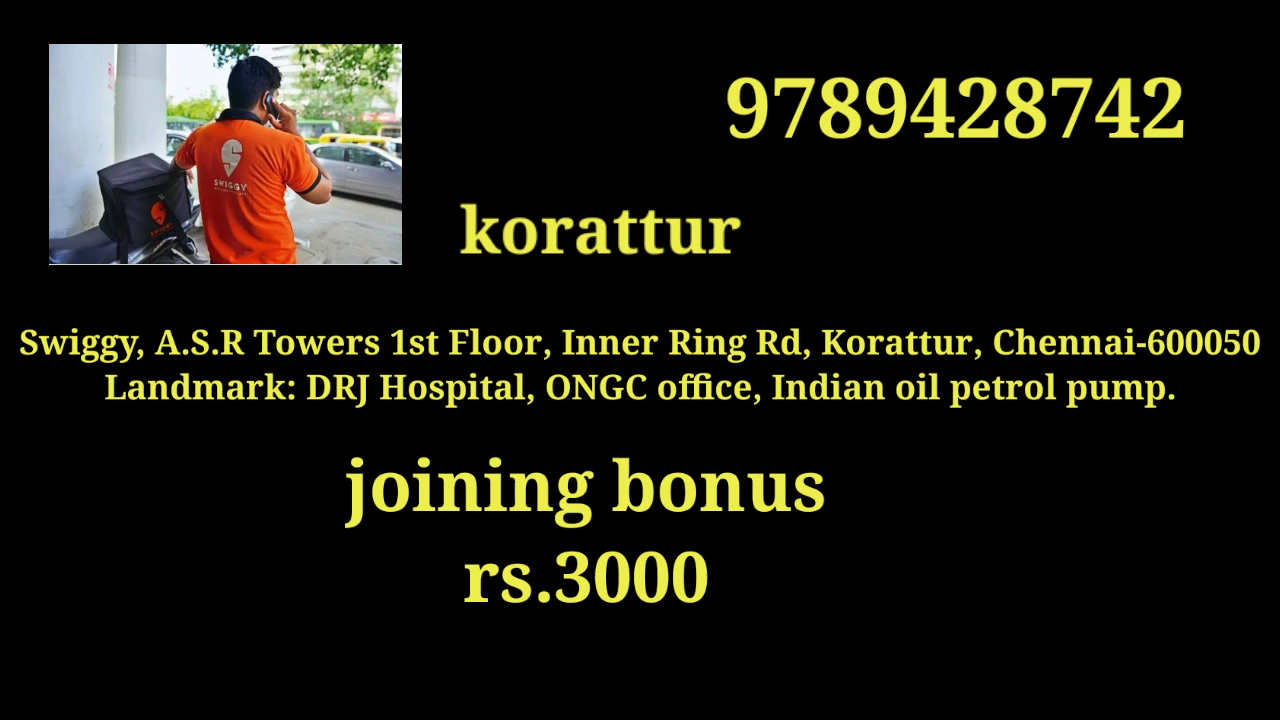 9789428742
SWIGGY
korattur
Swiggy, A.S.R Towers 1st Floor, Inner Ring Rd, Korattur, Chennai-600050
Landmark: DRJ Hospital, ONGC office, Indian oil petrol pump.
joining bonus
rs.3000